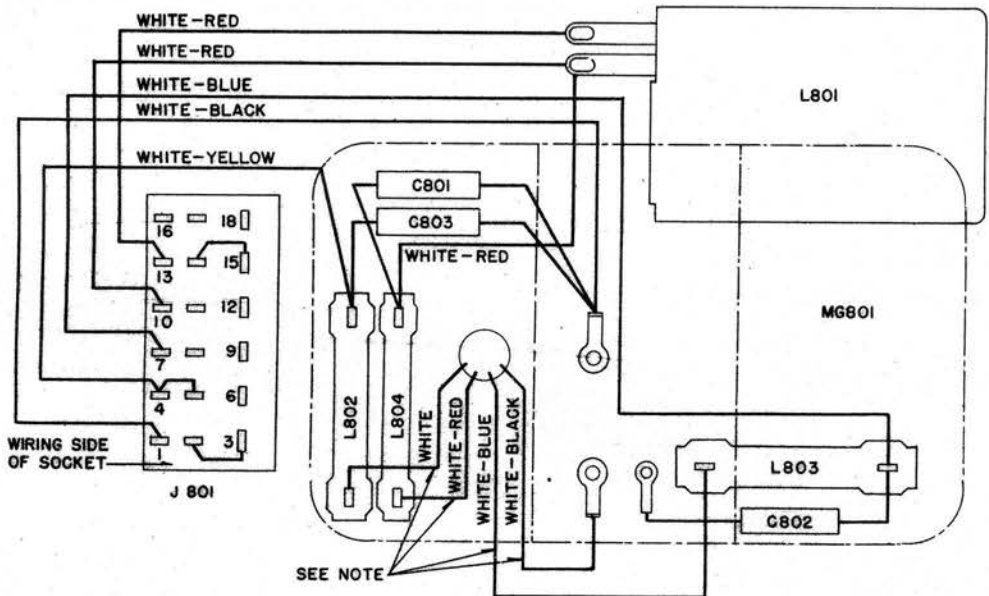 WHITE-RED
WHITE-RED
WHITE-BLUE
WHITE-BLACK
WHITE-YELLOW
L801
C801
C803
WHITE-RED
16
18
13
15
10
12
7
9
4
6
1
3
MG801
L802
L804
WHITE
WHITE-RED
WHITE-BLUE
WHITE-BLACK
L803
C802
WIRING SIDE
OF SOCKET
J 801
SEE NOTE